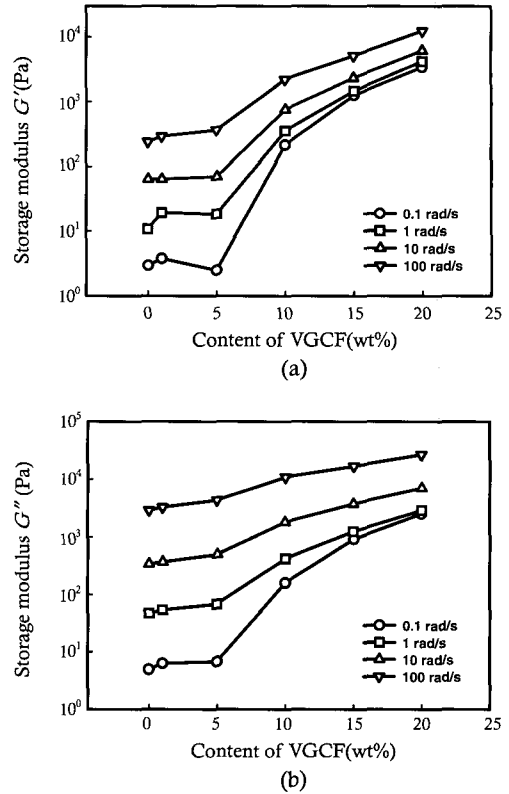 Storage modulus G′(Pa)
10⁴
10³
10²
10¹
10⁰
0.1 rad/s
1 rad/s
10 rad/s
100 rad/s
0 5 10 15 20 25
Content of VGCF(wt%)
(a)
Storage modulus G″(Pa)
10⁵
10⁴
10³
10²
10¹
10⁰
0.1 rad/s
1 rad/s
10 rad/s
100 rad/s
0 5 10 15 20 25
Content of VGCF(wt%)
(b)